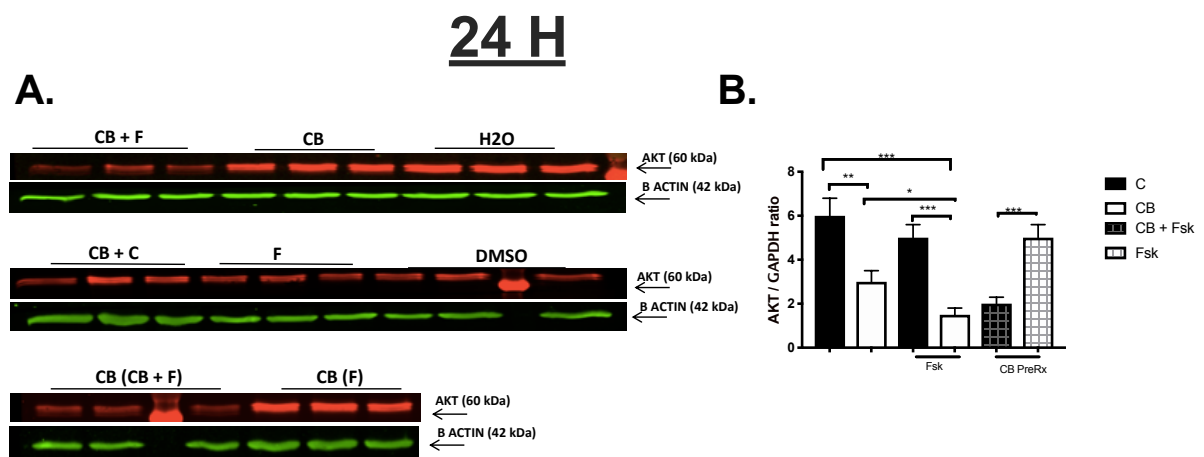 24 H
A.
B.
CB + F CB H2O
AKT (60 kDa)
B ACTIN (42 kDa)
CB + C F DMSO
AKT (60 kDa)
B ACTIN (42 kDa)
CB (CB + F) CB (F)
AKT (60 kDa)
B ACTIN (42 kDa)
AKT / GAPDH ratio
8
6
4
2
0
***
**
*
***
***
Fsk
CB PreRx
C
CB
CB + Fsk
Fsk